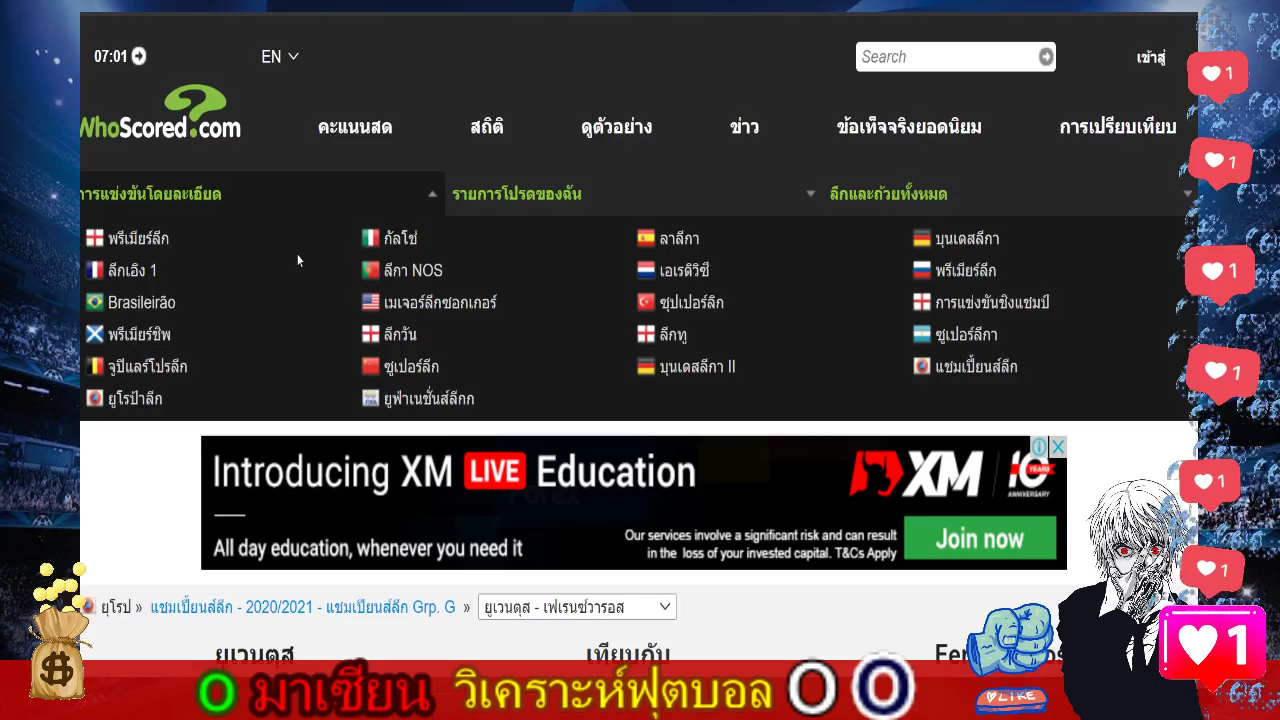 07:01
EN
Search
เข้าสู่
WhoScored.com
คะแนนสด สถิติ ดูตัวอย่าง ข่าว ข้อเท็จจริงยอดนิยม การเปรียบเทียบ
การแข่งขันโดยละเอียด รายการโปรดของฉัน ลีกและถ้วยทั้งหมด
พรีเมียร์ลีก กัลโช่ ลาลีกา บุนเดสลีกา
ลีกเอิง 1 ลีกา NOS เอเรดิวิซี พรีเมียร์ลีก
Brasileirão เมเจอร์ลีกซอกเกอร์ ซุปเปอร์ลิก การแข่งขันชิงแชมป์
พรีเมียร์ชิพ ลีกวัน ลีกทู ซูเปอร์ลีกา
จูปิแลร์โปรลีก ซูเปอร์ลีก บุนเดสลีกา II แชมเปี้ยนส์ลีก
ยูโรป้าลีก ยูฟ่าเนชั่นส์ลีกก
Introducing XM LIVE Education
XM 10 YEARS ANNIVERSARY
All day education, whenever you need it
Our services involve a significant risk and can result
in the loss of your invested capital. T&Cs Apply
Join now
ยุโรป » แชมเปี้ยนส์ลีก - 2020/2021 - แชมเปียนส์ลีก Grp. G » ยูเวนตุส - เฟเรนซ์วารอส
ยูเวนตุส เทียบกับ
มาเซียน วิเคราะห์ฟุตบอล
LIKE
1
1
1
1
1
1
1